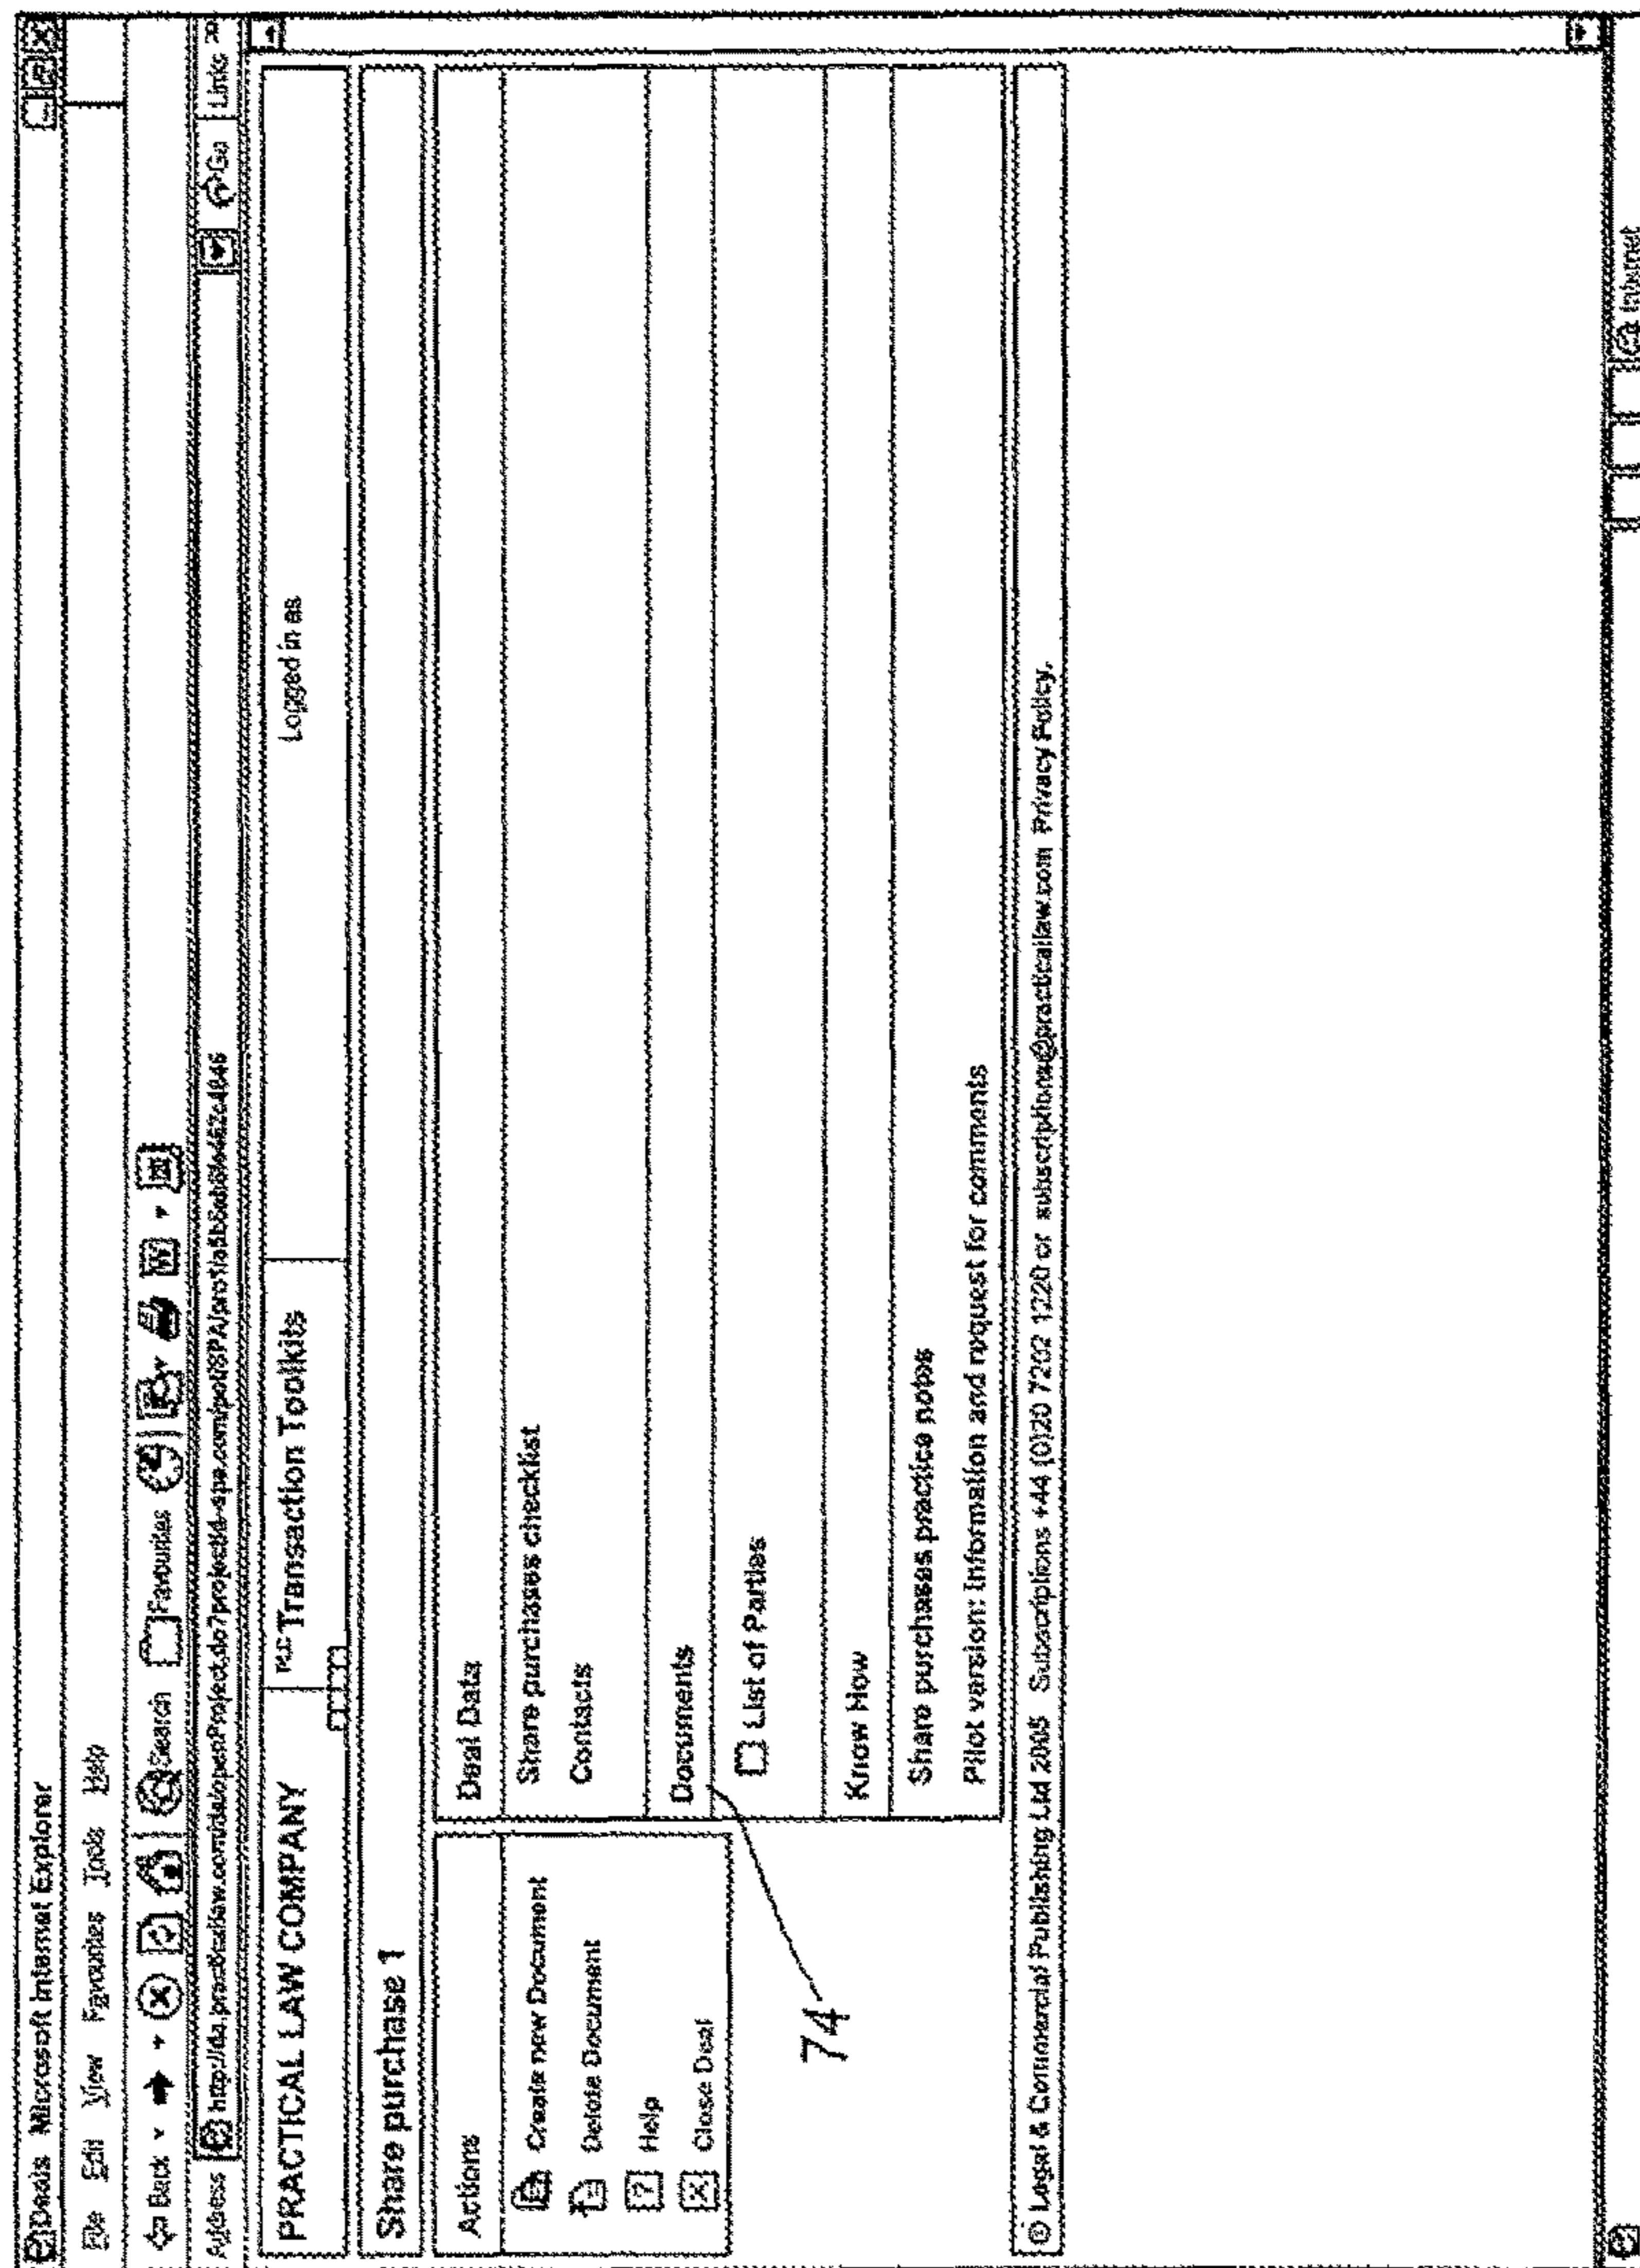 Deals Microsoft Internet Explorer
File Edit View Favourites Tools Help
Back Search Favourites
Address Go Links »
PRACTICAL LAW COMPANY PLC Transaction Toolkits Logged in as
Share purchase 1
Actions
Create new Document
Delete Document
Help
Close Deal
Deal Data
Share purchases checklist
Contacts
Documents
List of Parties
Know How
Share purchases practice notes
Pilot version: Information and request for comments
74
© Legal & Commercial Publishing Ltd 2005 Subscriptions +44 (0)20 7202 1220 or subscriptions@practicallaw.com Privacy Policy.
Internet